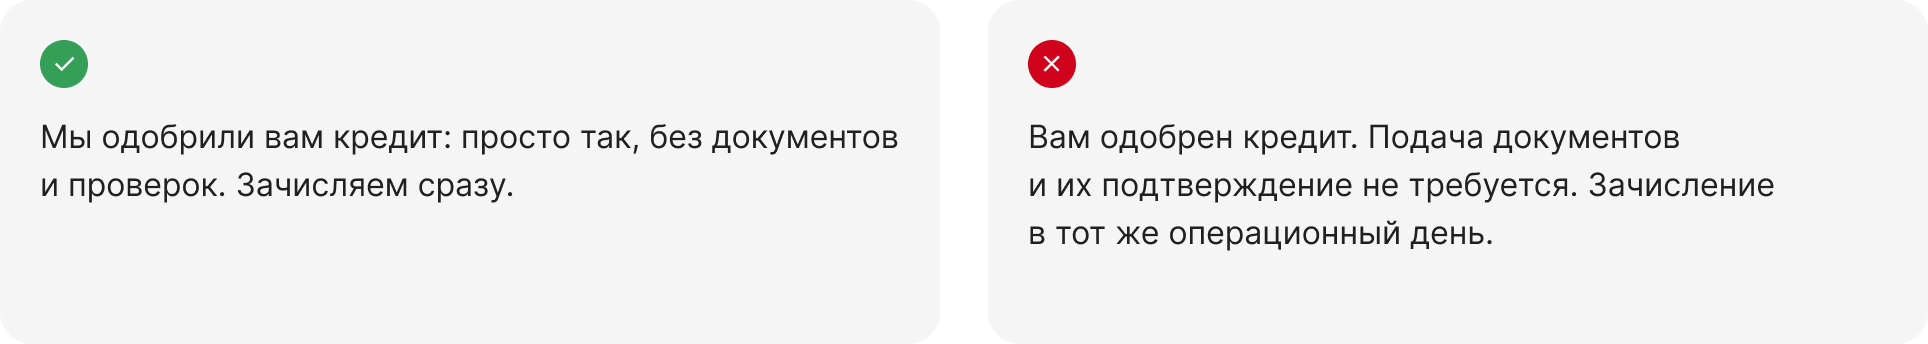 Мы одобрили вам кредит: просто так, без документов
и проверок. Зачисляем сразу.
Вам одобрен кредит. Подача документов
и их подтверждение не требуется. Зачисление
в тот же операционный день.